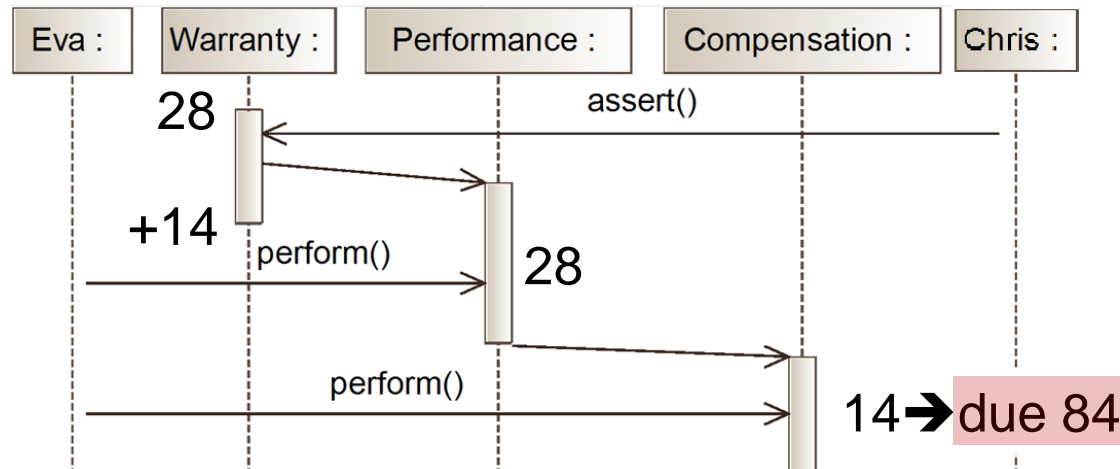 Eva :
Warranty :
Performance :
Compensation :
Chris :
28
assert()
+14
perform()
28
perform()
14➔due 84